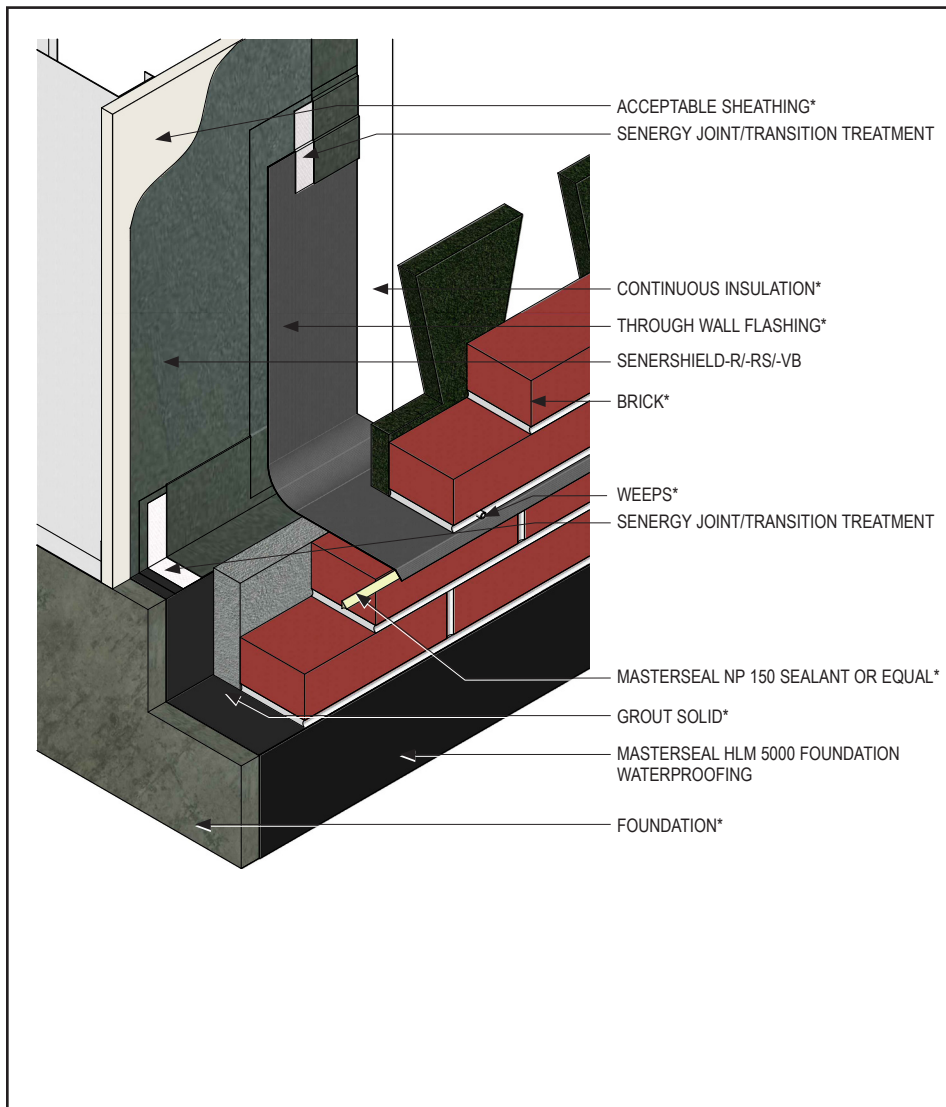 ACCEPTABLE SHEATHING*
SENERGY JOINT/TRANSITION TREATMENT
CONTINUOUS INSULATION*
THROUGH WALL FLASHING*
SENERSHIELD-R/-RS/-VB
BRICK*
WEEPS*
SENERGY JOINT/TRANSITION TREATMENT
MASTERSEAL NP 150 SEALANT OR EQUAL*
GROUT SOLID*
MASTERSEAL HLM 5000 FOUNDATION
WATERPROOFING
FOUNDATION*